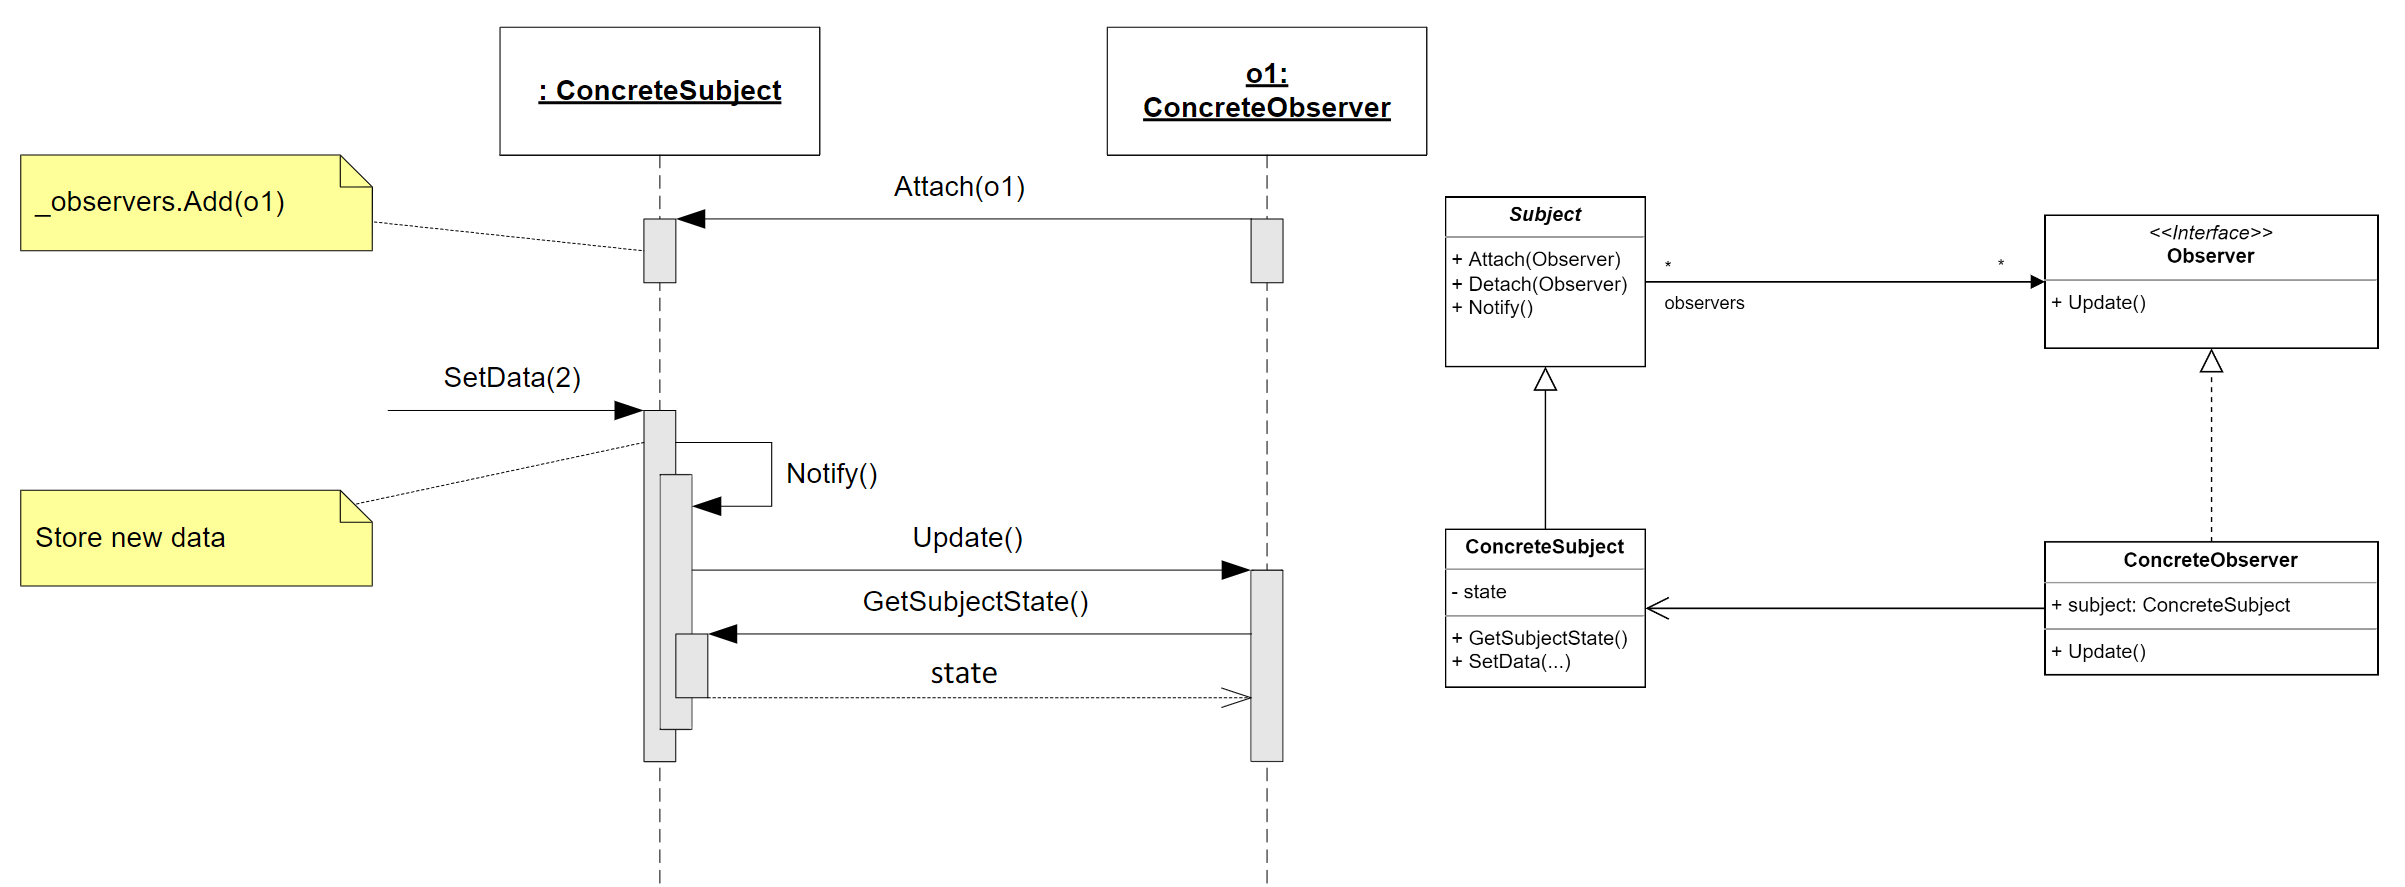 : ConcreteSubject
o1:
ConcreteObserver
_observers.Add(o1)
Attach(o1)
SetData(2)
Notify()
Store new data
Update()
GetSubjectState()
state
Subject
+ Attach(Observer)
+ Detach(Observer)
+ Notify()
*
*
observers
<<Interface>>
Observer
+ Update()
ConcreteSubject
- state
+ GetSubjectState()
+ SetData(...)
ConcreteObserver
+ subject: ConcreteSubject
+ Update()